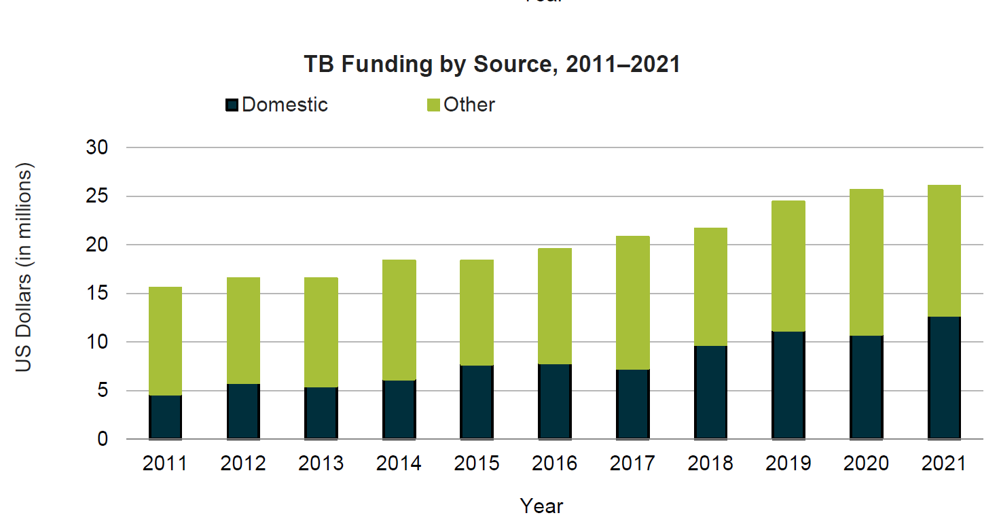 Year
TB Funding by Source, 2011–2021
Domestic Other
US Dollars (in millions)
30
25
20
15
10
5
0
2011 2012 2013 2014 2015 2016 2017 2018 2019 2020 2021
Year